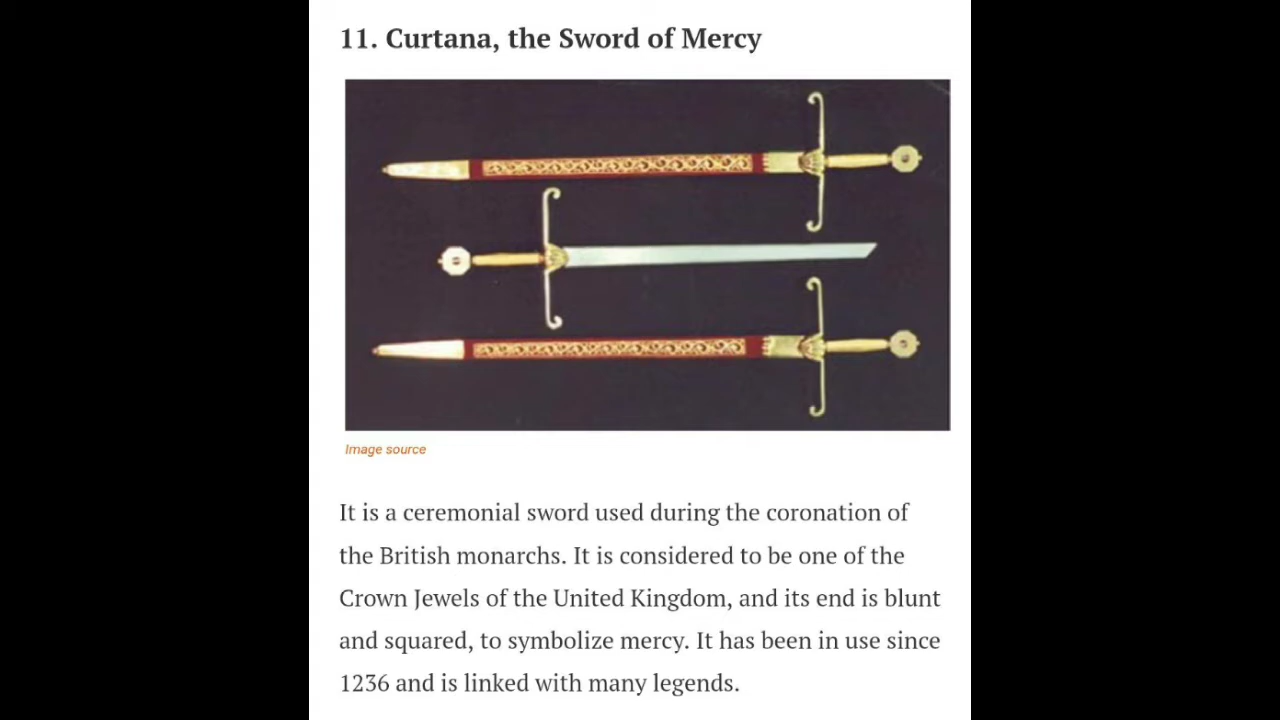 11. Curtana, the Sword of Mercy
Image source
It is a ceremonial sword used during the coronation of
the British monarchs. It is considered to be one of the
Crown Jewels of the United Kingdom, and its end is blunt
and squared, to symbolize mercy. It has been in use since
1236 and is linked with many legends.